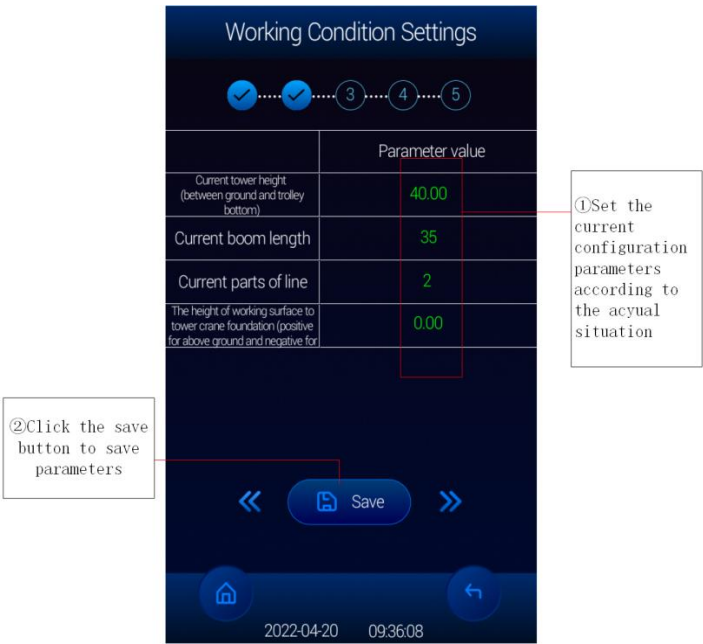 Working Condition Settings
3
4
5
Parameter value
Current tower height
(between ground and trolley
bottom)
40.00
Current boom length
35
Current parts of line
2
The height of working surface to
tower crane foundation (positive
for above ground and negative for
0.00
①Set the
current
configuration
parameters
according to
the acyual
situation
②Click the save
button to save
parameters
Save
2022-04-20 09:36:08